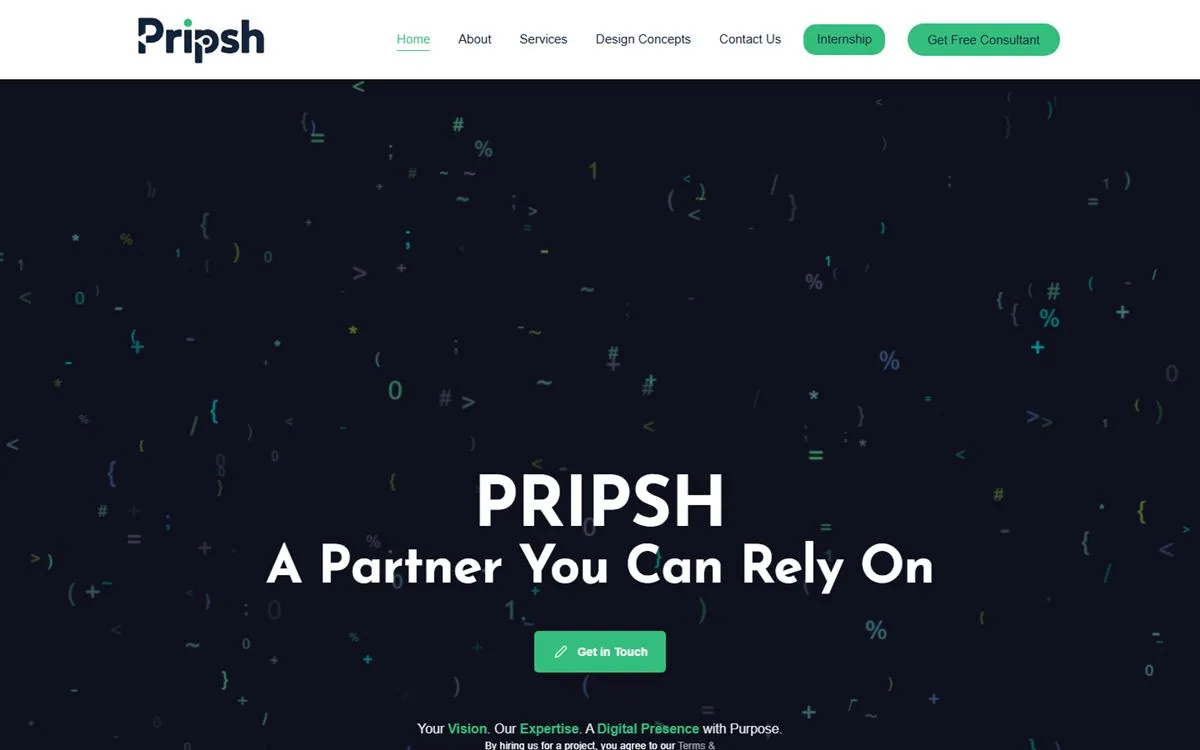 Pripsh
Home About Services Design Concepts Contact Us Internship Get Free Consultant
PRIPSH
A Partner You Can Rely On
Get in Touch
Your Vision. Our Expertise. A Digital Presence with Purpose.
By hiring us for a project, you agree to our Terms &